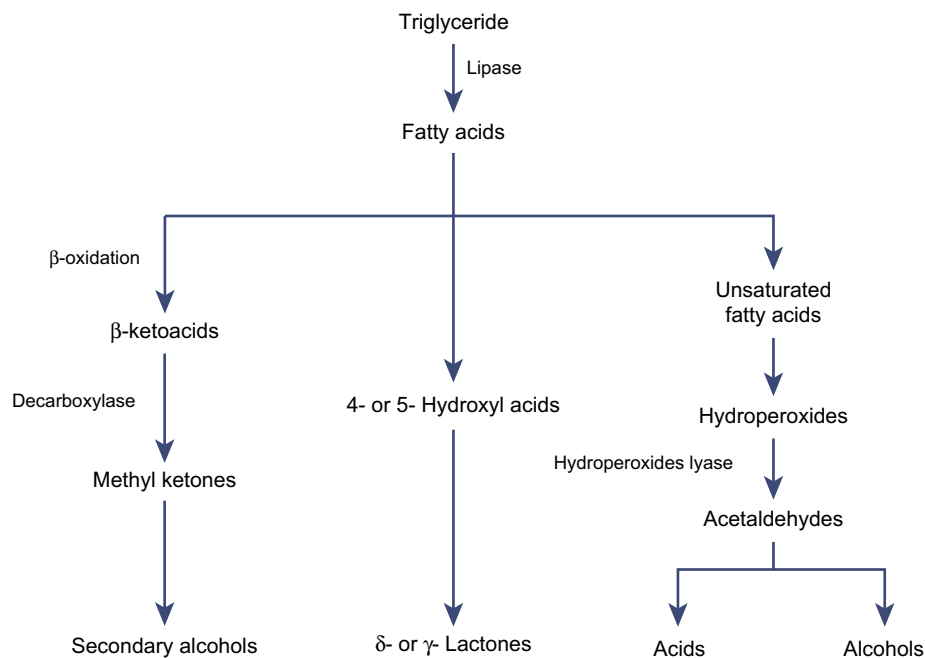 Triglyceride
Lipase
Fatty acids
β-oxidation
Unsaturated
fatty acids
β-ketoacids
Decarboxylase
4- or 5- Hydroxyl acids
Hydroperoxides
Hydroperoxides lyase
Methyl ketones
Acetaldehydes
Secondary alcohols
δ- or γ- Lactones
Acids
Alcohols